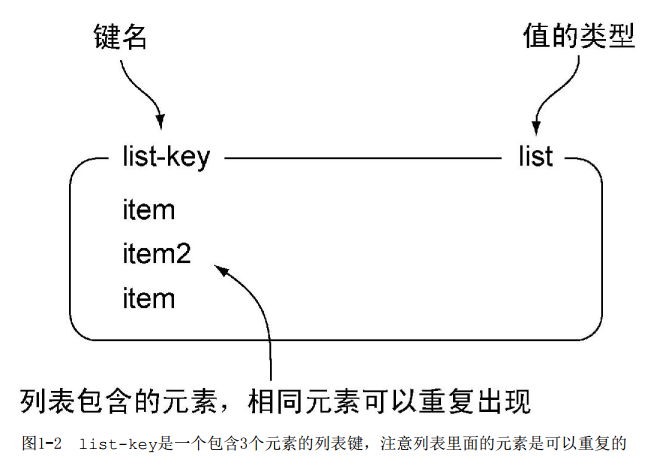 键名
值的类型
list-key
list
item
item2
item
列表包含的元素，相同元素可以重复出现
图1-2 list-key是一个包含3个元素的列表键，注意列表里面的元素是可以重复的